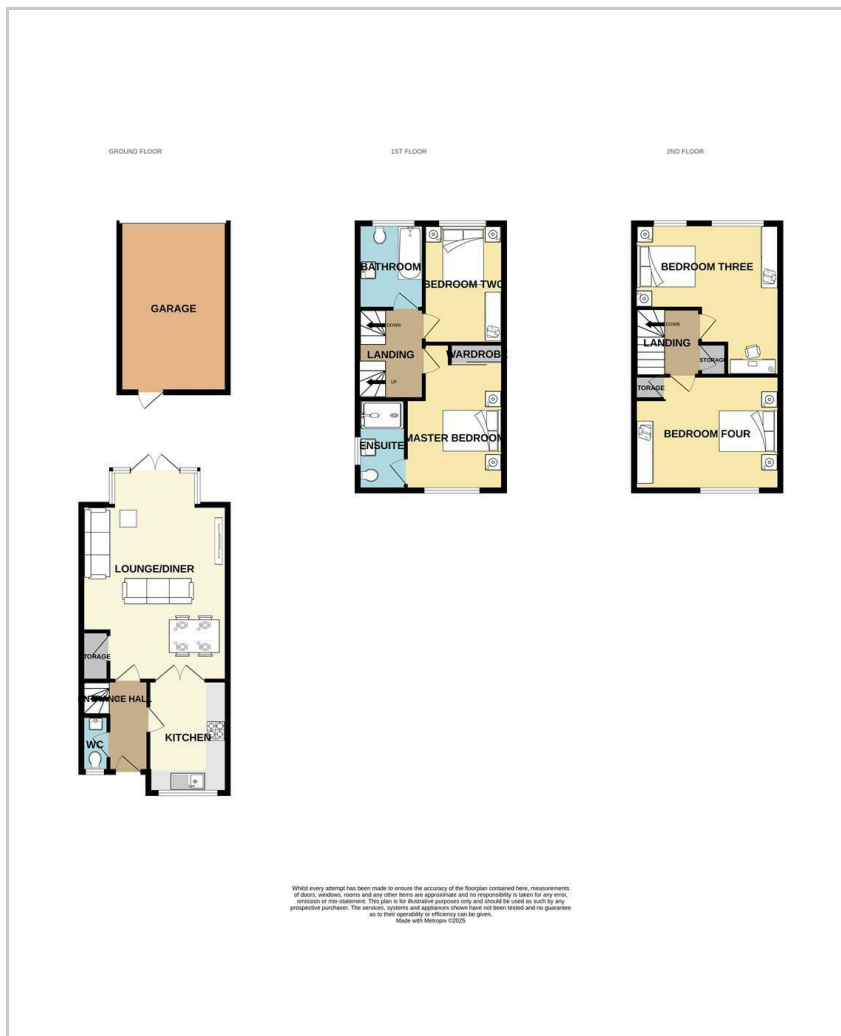 GROUND FLOOR
1ST FLOOR
2ND FLOOR
GARAGE
LOUNGE/DINER
TORAGE
ENTRANCE HALL
WC
KITCHEN
BATHROOM
BEDROOM TWO
DOWN
LANDING
WARDROBE
UP
ENSUITE
MASTER BEDROOM
BEDROOM THREE
DOWN
LANDING
STORAGE
TORAGE
BEDROOM FOUR
Whilst every attempt has been made to ensure the accuracy of the floorplan contained here, measurements
of doors, windows, rooms and any other items are approximate and no responsibility is taken for any error,
omission or mis-statement. This plan is for illustrative purposes only and should be used as such by any
prospective purchaser. The services, systems and appliances shown have not been tested and no guarantee
as to their operability or efficiency can be given.
Made with Metropix ©2025